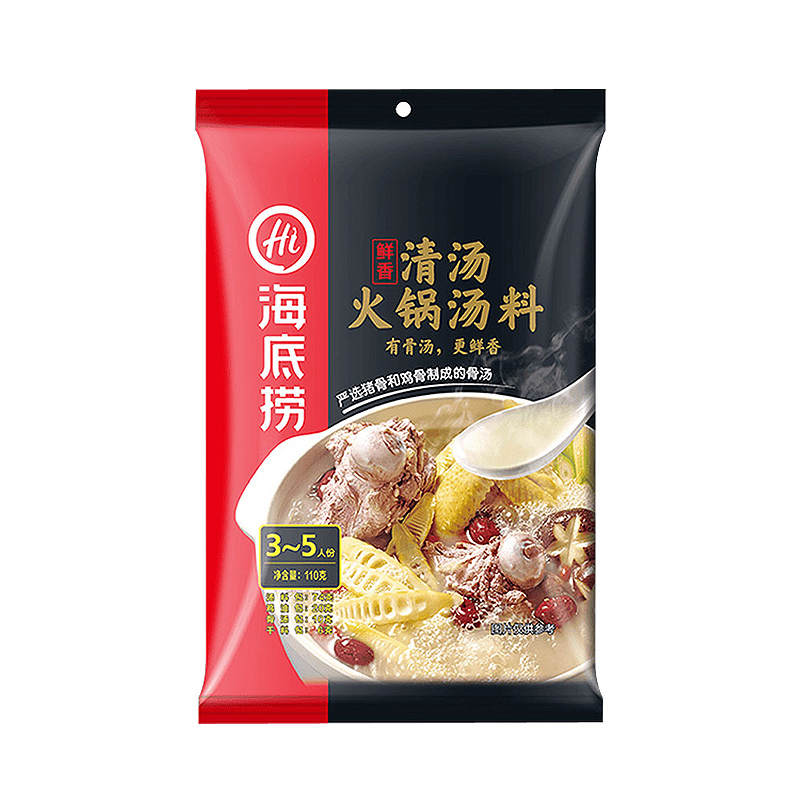 Hi
海底捞
鲜香
清汤
火锅汤料
有骨汤，更鲜香
严选猪骨和鸡骨制成的骨汤
3~5人份
净含量：110克
图片仅供参考